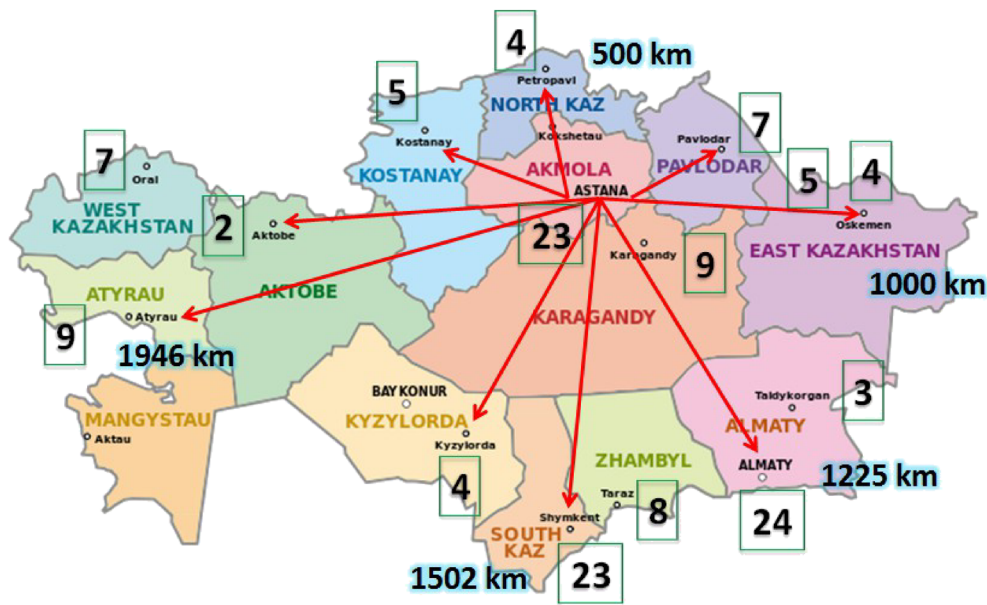 4
500 km
Petropavl
5
NORTH KAZ
7
Kostanay
Kokshetau
Pavlodar
7
Oral
KOSTANAY
AKMOLA
PAVLODAR
5
4
ASTANA
WEST
KAZAKHSTAN
2
Aktobe
23
Oskemen
Karagandy
9
EAST KAZAKHSTAN
ATYRAU
AKTOBE
1000 km
Atyrau
KARAGANDY
9
1946 km
BAYKONUR
Taldykorgan
3
MANGYSTAU
KYZYLORDA
ALMATY
Aktau
Kyzylorda
ZHAMBYL
ALMATY
1225 km
4
Taraz
8
Shymkent
24
SOUTH
KAZ
1502 km
23